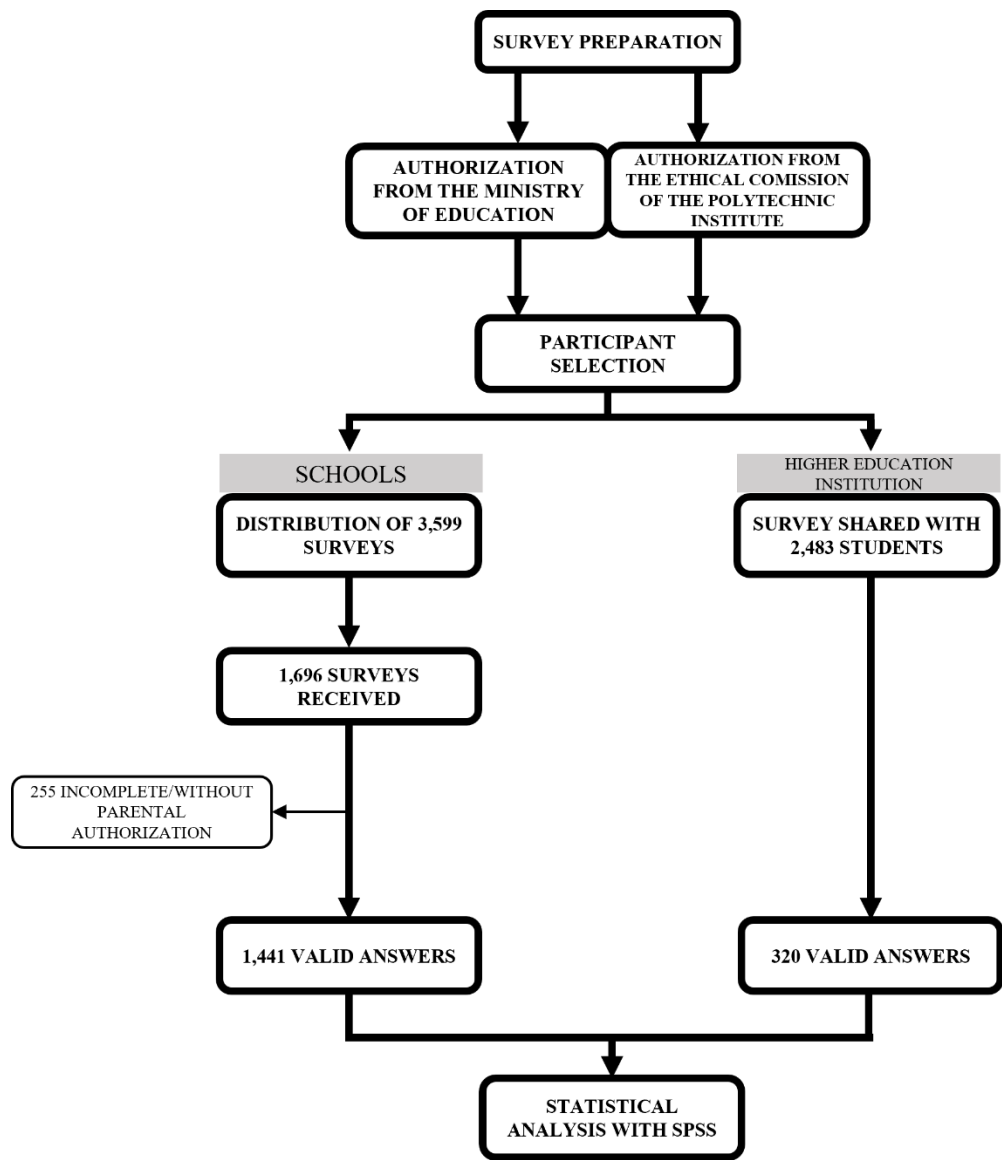 SURVEY PREPARATION
AUTHORIZATION
FROM THE MINISTRY
OF EDUCATION
AUTHORIZATION FROM
THE ETHICAL COMISSION
OF THE POLYTECHNIC
INSTITUTE
PARTICIPANT
SELECTION
SCHOOLS
HIGHER EDUCATION
INSTITUTION
DISTRIBUTION OF 3,599
SURVEYS
SURVEY SHARED WITH
2,483 STUDENTS
1,696 SURVEYS
RECEIVED
255 INCOMPLETE/WITHOUT
PARENTAL
AUTHORIZATION
1,441 VALID ANSWERS
320 VALID ANSWERS
STATISTICAL
ANALYSIS WITH SPSS